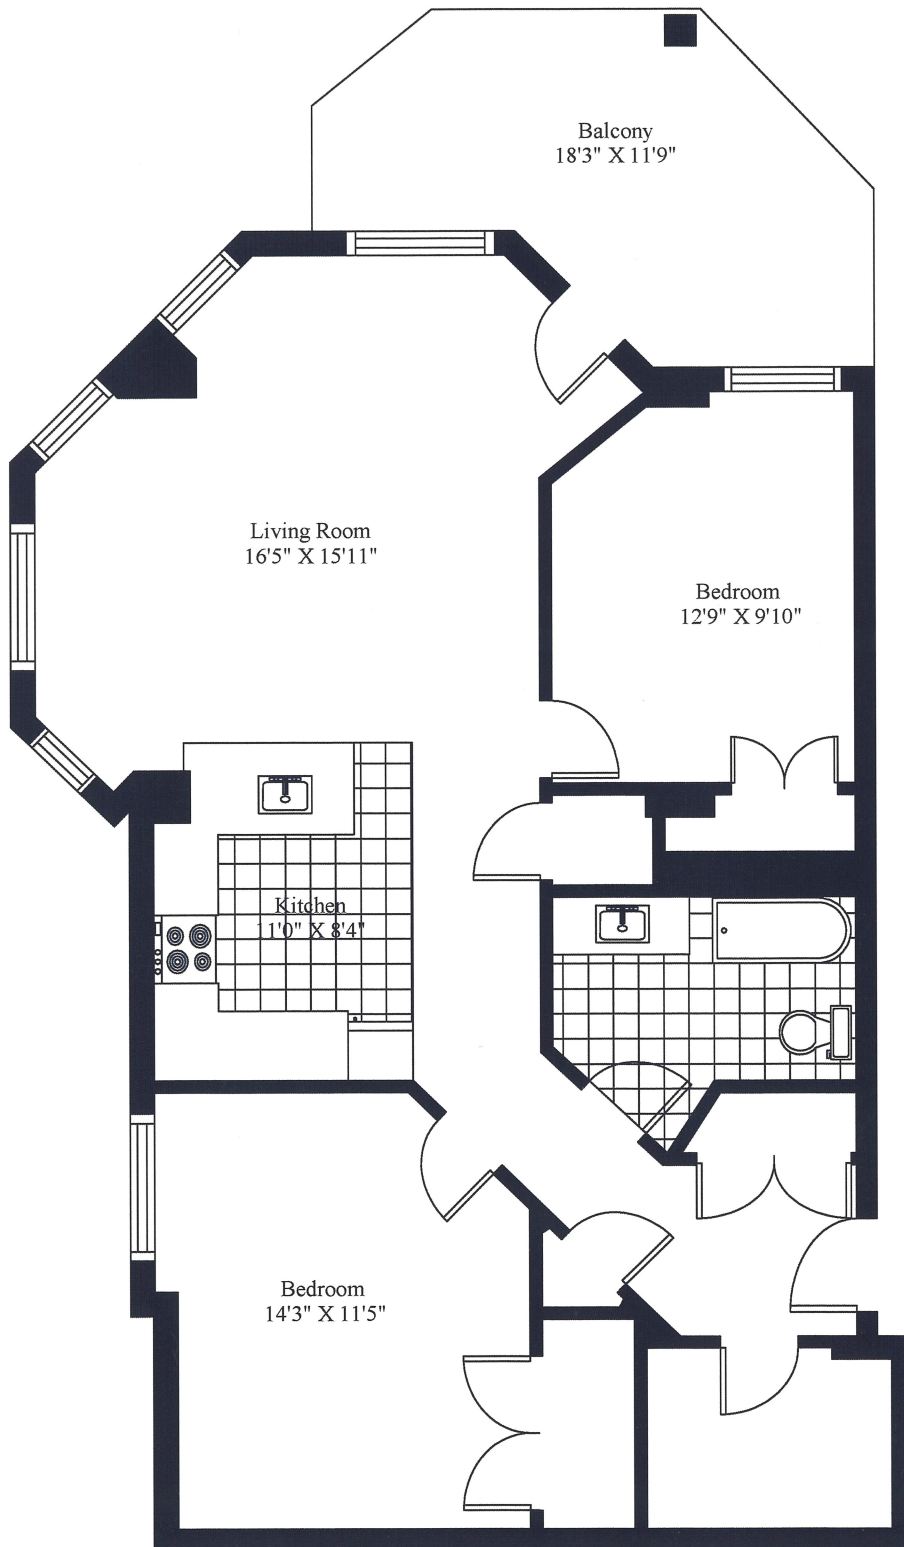 Balcony
18'3" X 11'9"
Living Room
16'5" X 15'11"
Bedroom
12'9" X 9'10"
Kitchen
11'0" X 8'4"
Bedroom
14'3" X 11'5"